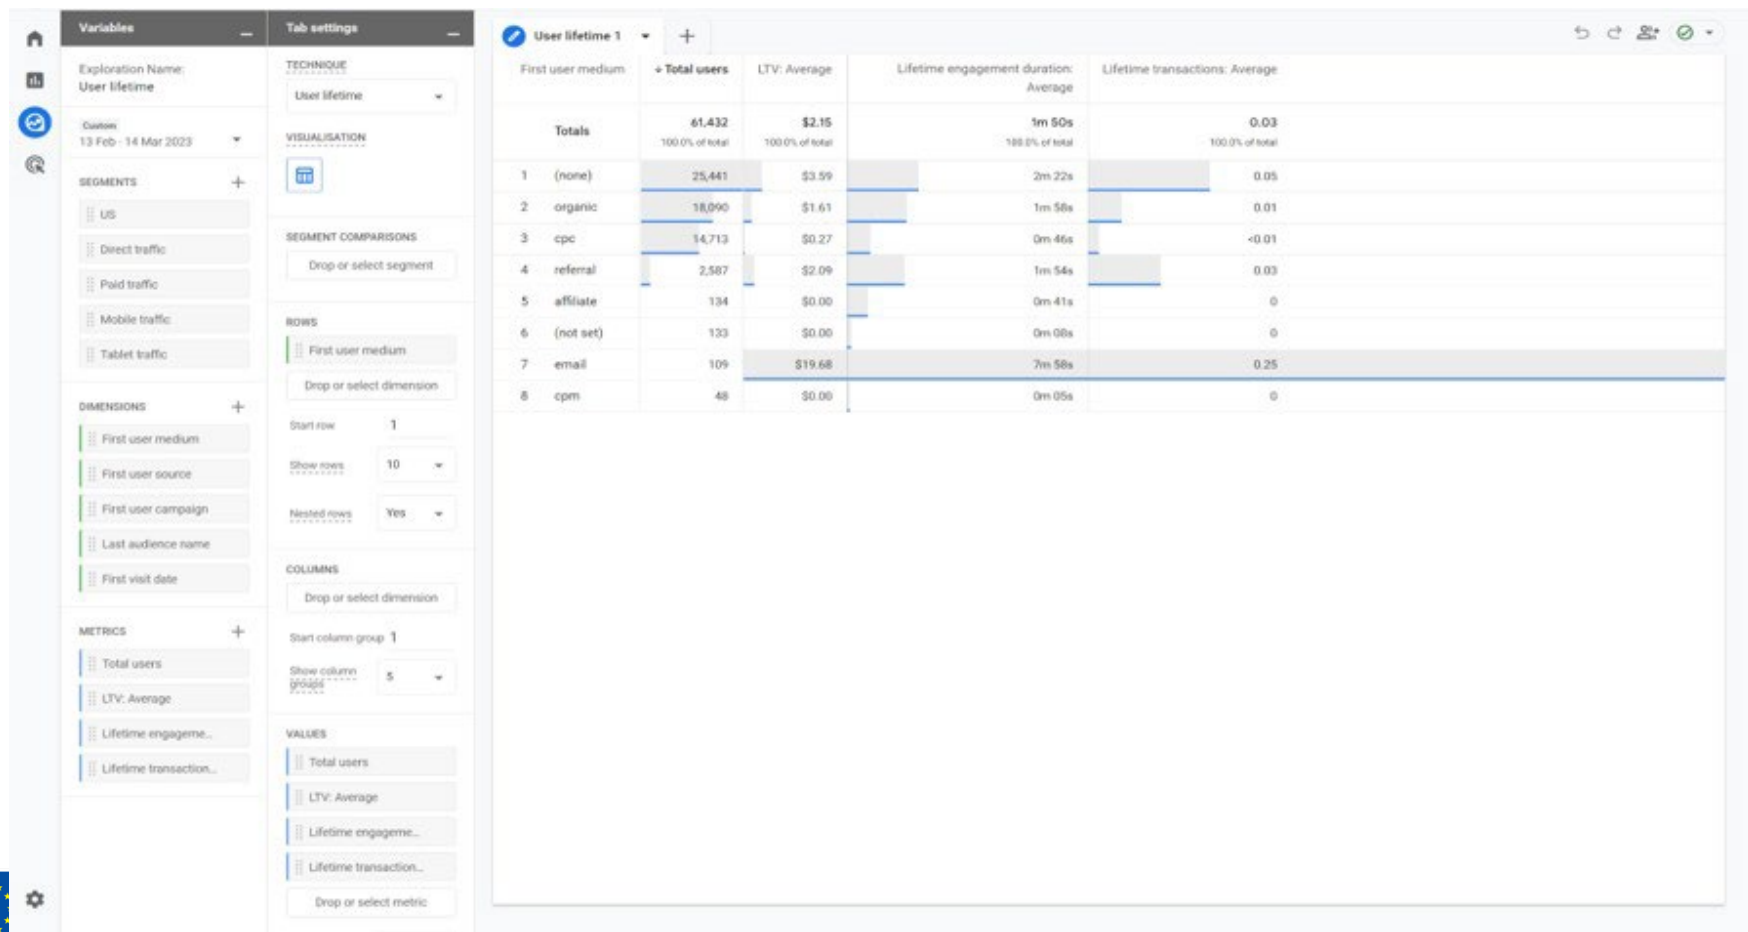 Variables
Exploration Name:
User lifetime
Custom
13 Feb - 14 Mar 2023
SEGMENTS
US
Direct traffic
Paid traffic
Mobile traffic
Tablet traffic
DIMENSIONS
First user medium
First user source
First user campaign
Last audience name
First visit date
METRICS
Total users
LTV: Average
Lifetime engageme...
Lifetime transaction...
Tab settings
TECHNIQUE
User lifetime
VISUALISATION
SEGMENT COMPARISONS
Drop or select segment
ROWS
First user medium
Drop or select dimension
Start row 1
Show rows 10
Nested rows Yes
COLUMNS
Drop or select dimension
Start column group 1
Show column
groups 5
VALUES
Total users
LTV: Average
Lifetime engageme...
Lifetime transaction...
Drop or select metric
User lifetime 1
First user medium Total users LTV: Average Lifetime engagement duration: Lifetime transactions: Average
Average
Totals 61,432 $2.15 1m 50s 0.03
100.0% of total 100.0% of total 100.0% of total 100.0% of total
1 (none) 25,441 $3.59 2m 22s 0.05
2 organic 18,090 $1.61 1m 58s 0.01
3 cpc 14,713 $0.27 0m 46s <0.01
4 referral 2,587 $2.09 1m 54s 0.03
5 affiliate 134 $0.00 0m 41s 0
6 (not set) 133 $0.00 0m 08s 0
7 email 109 $19.68 7m 58s 0.25
8 cpm 48 $0.00 0m 05s 0